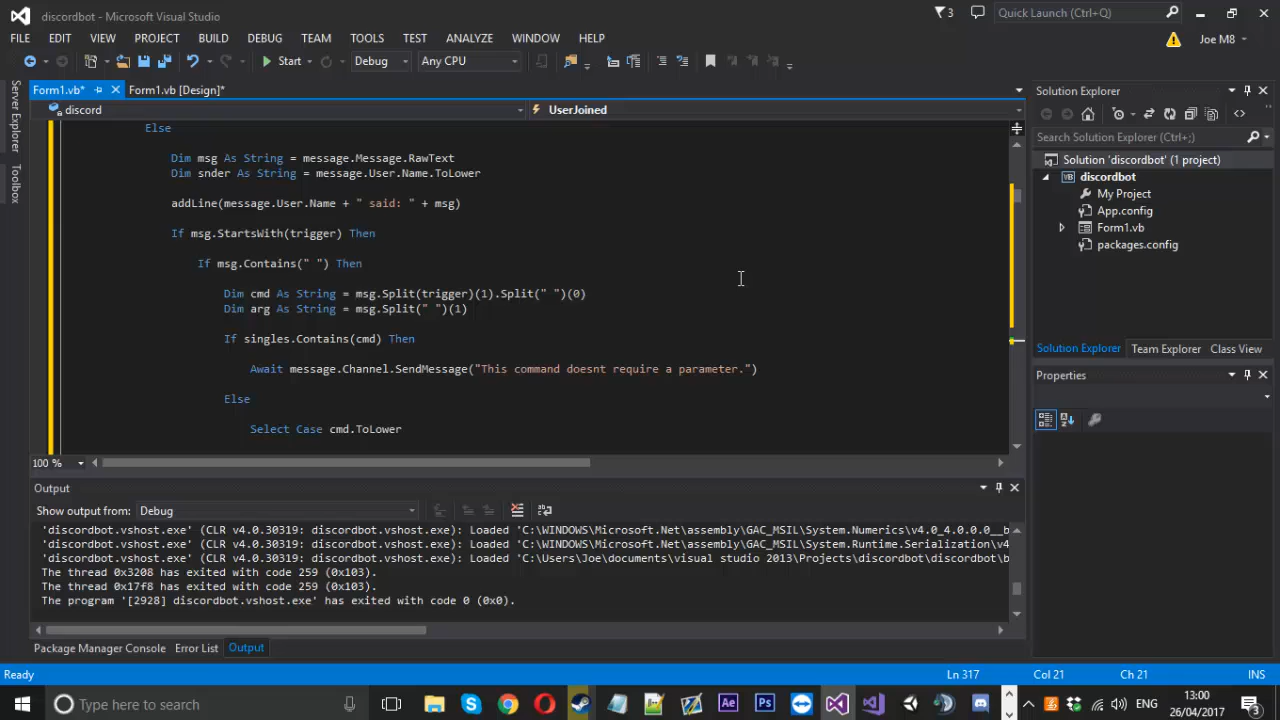 discordbot - Microsoft Visual Studio
3
Quick Launch (Ctrl+Q)
FILE EDIT VIEW PROJECT BUILD DEBUG TEAM TOOLS TEST ANALYZE WINDOW HELP
Joe M8
Start Debug Any CPU
Form1.vb* Form1.vb [Design]*
discord UserJoined
Server Explorer
Toolbox
Else
Dim msg As String = message.Message.RawText
Dim snder As String = message.User.Name.ToLower
addLine(message.User.Name + " said: " + msg)
If msg.StartsWith(trigger) Then
If msg.Contains(" ") Then
Dim cmd As String = msg.Split(trigger)(1).Split(" ")(0)
Dim arg As String = msg.Split(" ")(1)
If singles.Contains(cmd) Then
Await message.Channel.SendMessage("This command doesnt require a parameter.")
Else
Select Case cmd.ToLower
100 %
Solution Explorer
Search Solution Explorer (Ctrl+;)
Solution 'discordbot' (1 project)
discordbot
My Project
App.config
Form1.vb
packages.config
Solution Explorer Team Explorer Class View
Properties
Output
Show output from: Debug
'discordbot.vshost.exe' (CLR v4.0.30319: discordbot.vshost.exe): Loaded 'C:\WINDOWS\Microsoft.Net\assembly\GAC_MSIL\System.Numerics\v4.0_4.0.0.0__b
'discordbot.vshost.exe' (CLR v4.0.30319: discordbot.vshost.exe): Loaded 'C:\WINDOWS\Microsoft.Net\assembly\GAC_MSIL\System.Runtime.Serialization\v4
'discordbot.vshost.exe' (CLR v4.0.30319: discordbot.vshost.exe): Loaded 'C:\Users\Joe\documents\visual studio 2013\Projects\discordbot\discordbot\b
The thread 0x3208 has exited with code 259 (0x103).
The thread 0x17f8 has exited with code 259 (0x103).
The program '[2928] discordbot.vshost.exe' has exited with code 0 (0x0).
Package Manager Console Error List Output
Ready Ln 317 Col 21 Ch 21 INS
Type here to search
Ae Ps
ENG
13:00
26/04/2017